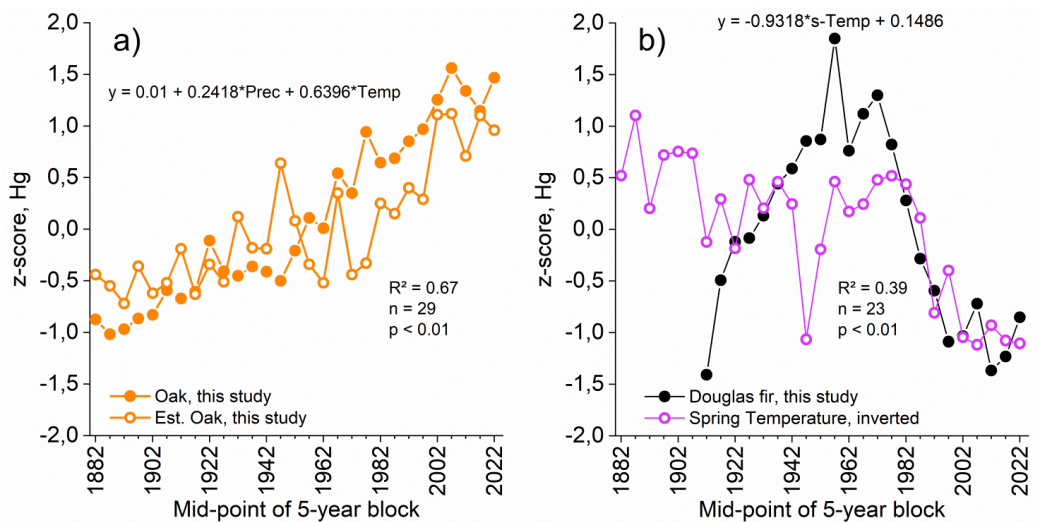 a)
y = 0.01 + 0.2418*Prec + 0.6396*Temp
2,0
1,5
1,0
0,5
0,0
-0,5
-1,0
-1,5
-2,0
z-score, Hg
R² = 0.67
n = 29
p < 0.01
Oak, this study
Est. Oak, this study
1882
1902
1922
1942
1962
1982
2002
2022
Mid-point of 5-year block
b)
y = -0.9318*s-Temp + 0.1486
2,0
1,5
1,0
0,5
0,0
-0,5
-1,0
-1,5
-2,0
z-score, Hg
R² = 0.39
n = 23
p < 0.01
Douglas fir, this study
Spring Temperature, inverted
1882
1902
1922
1942
1962
1982
2002
2022
Mid-point of 5-year block